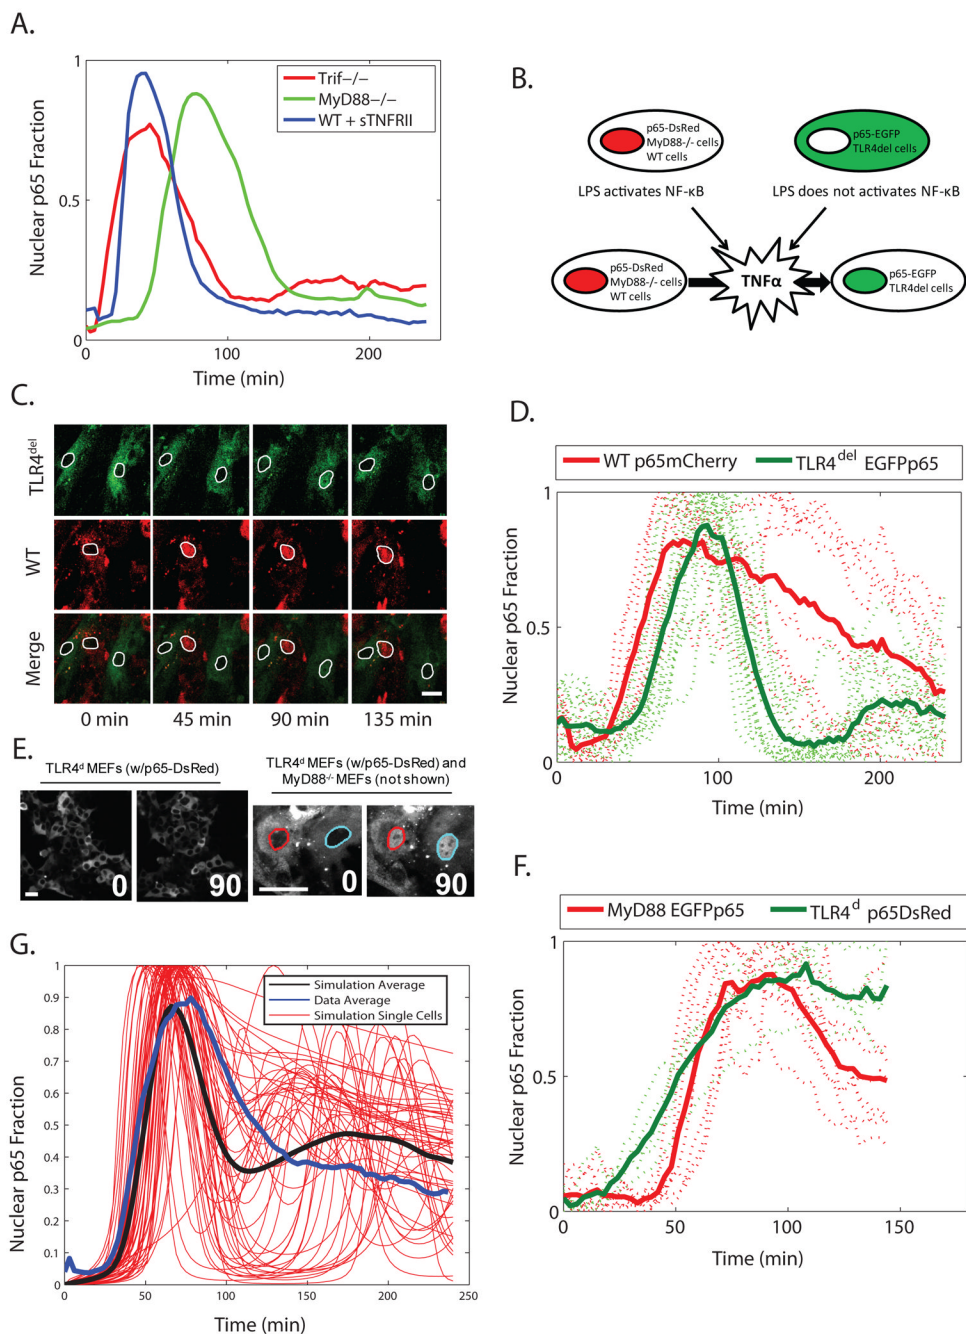 A.
1
0.5
0
0
100
200
Nuclear p65 Fraction
Time (min)
Trif−/−
MyD88−/−
WT + sTNFRII
B.
p65-DsRed
MyD88-/- cells
WT cells
p65-EGFP
TLR4del cells
LPS activates NF-κB
LPS does not activates NF-κB
p65-DsRed
MyD88-/- cells
WT cells
TNFα
p65-EGFP
TLR4del cells
C.
TLR4del
WT
Merge
0 min
45 min
90 min
135 min
D.
WT p65mCherry
TLR4del EGFPp65
1
0.5
0
0
100
200
Nuclear p65 Fraction
Time (min)
E.
TLR4d MEFs (w/p65-DsRed)
TLR4d MEFs (w/p65-DsRed) and
MyD88-/- MEFs (not shown)
0
90
0
90
F.
MyD88 EGFPp65
TLR4d p65DsRed
1
0.5
0
0
50
100
150
Nuclear p65 Fraction
Time (min)
G.
1
0.9
0.8
0.7
0.6
0.5
0.4
0.3
0.2
0.1
0
0
50
100
150
200
250
Nuclear p65 Fraction
Time (min)
Simulation Average
Data Average
Simulation Single Cells